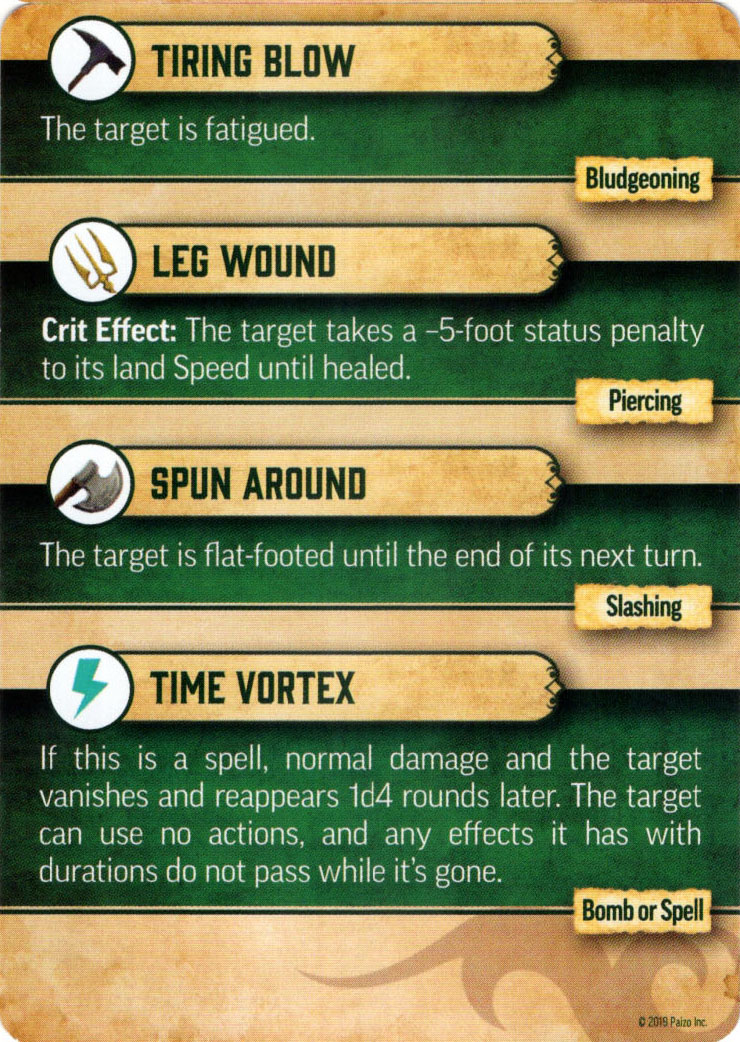 TIRING BLOW
The target is fatigued.
Bludgeoning
LEG WOUND
Crit Effect: The target takes a –5-foot status penalty
to its land Speed until healed.
Piercing
SPUN AROUND
The target is flat-footed until the end of its next turn.
Slashing
TIME VORTEX
If this is a spell, normal damage and the target
vanishes and reappears 1d4 rounds later. The target
can use no actions, and any effects it has with
durations do not pass while it's gone.
Bomb or Spell
© 2019 Paizo Inc.